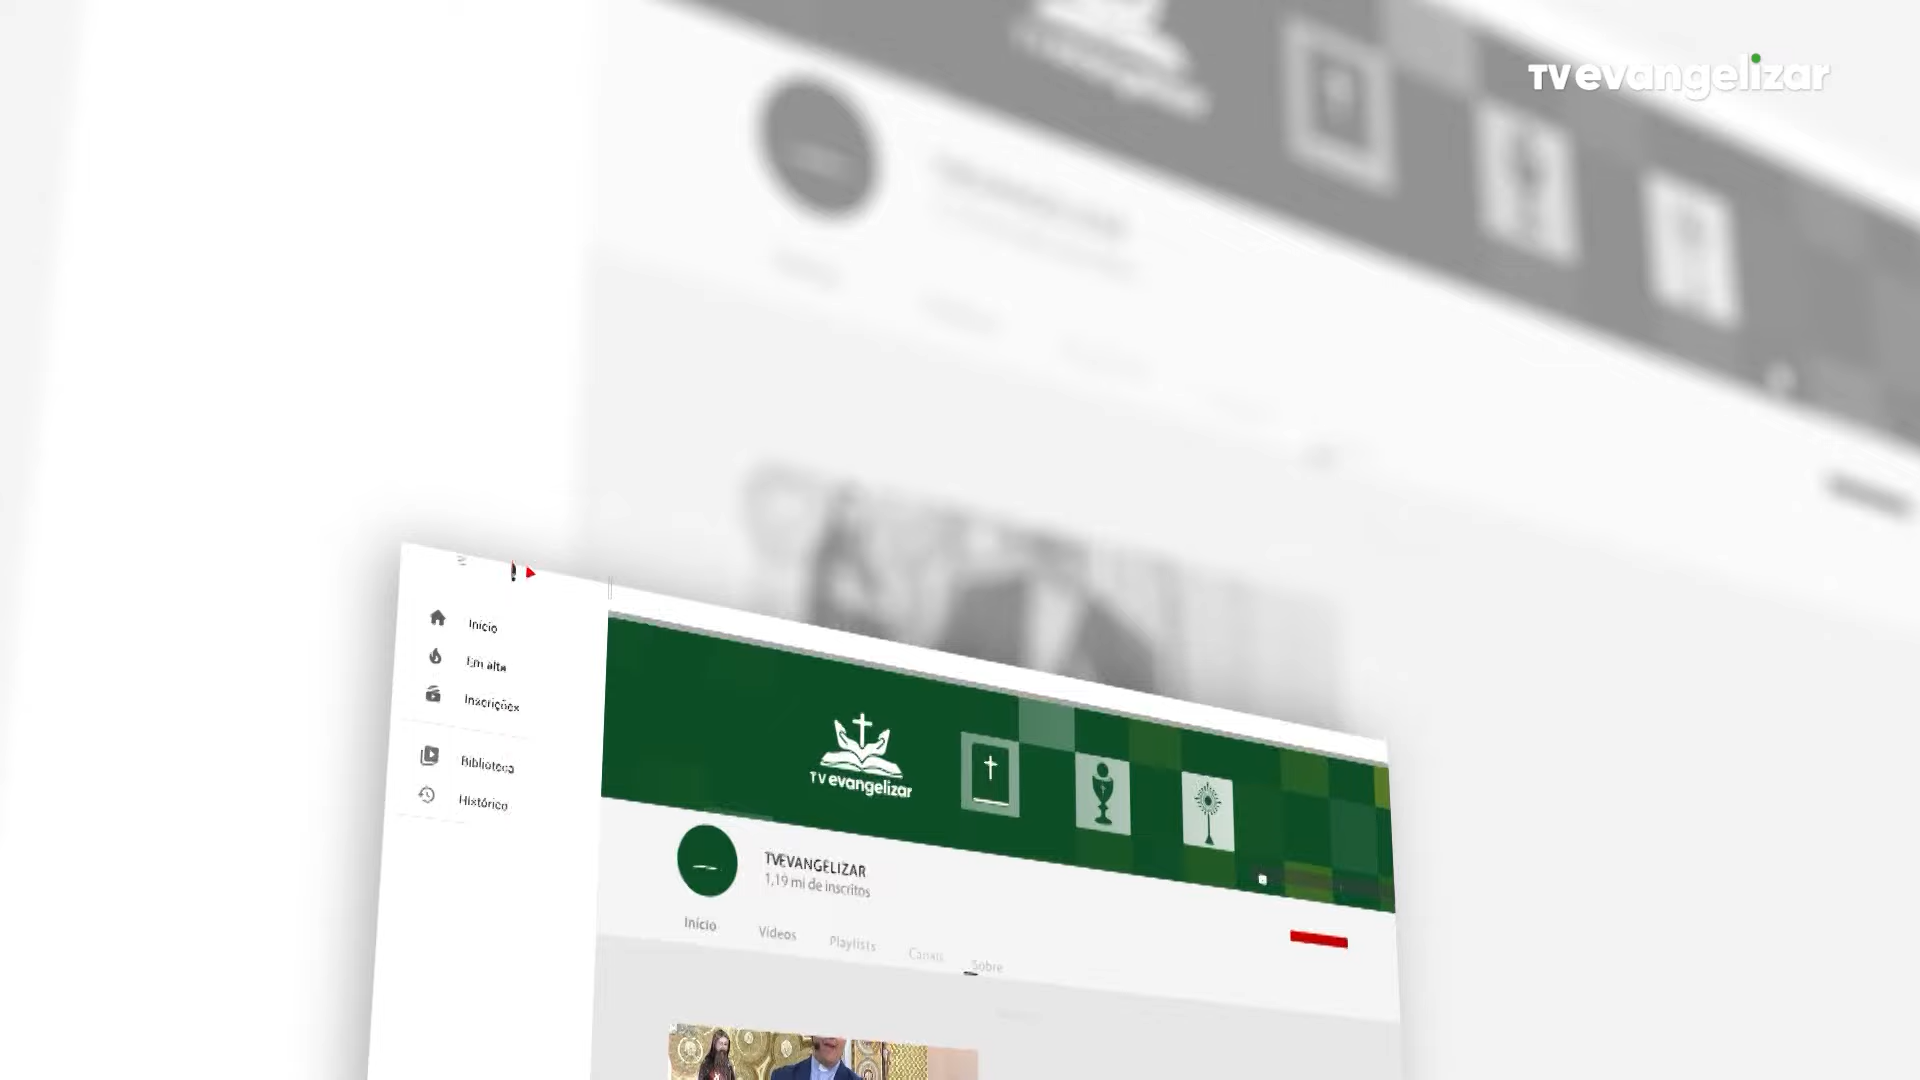 TVevangelizar
Início
Em alta
Inscrições
Biblioteca
Histórico
TV evangelizar
TVEVANGELIZAR
1,19 mi de inscritos
Início
Vídeos
Playlists
Canais
Sobre